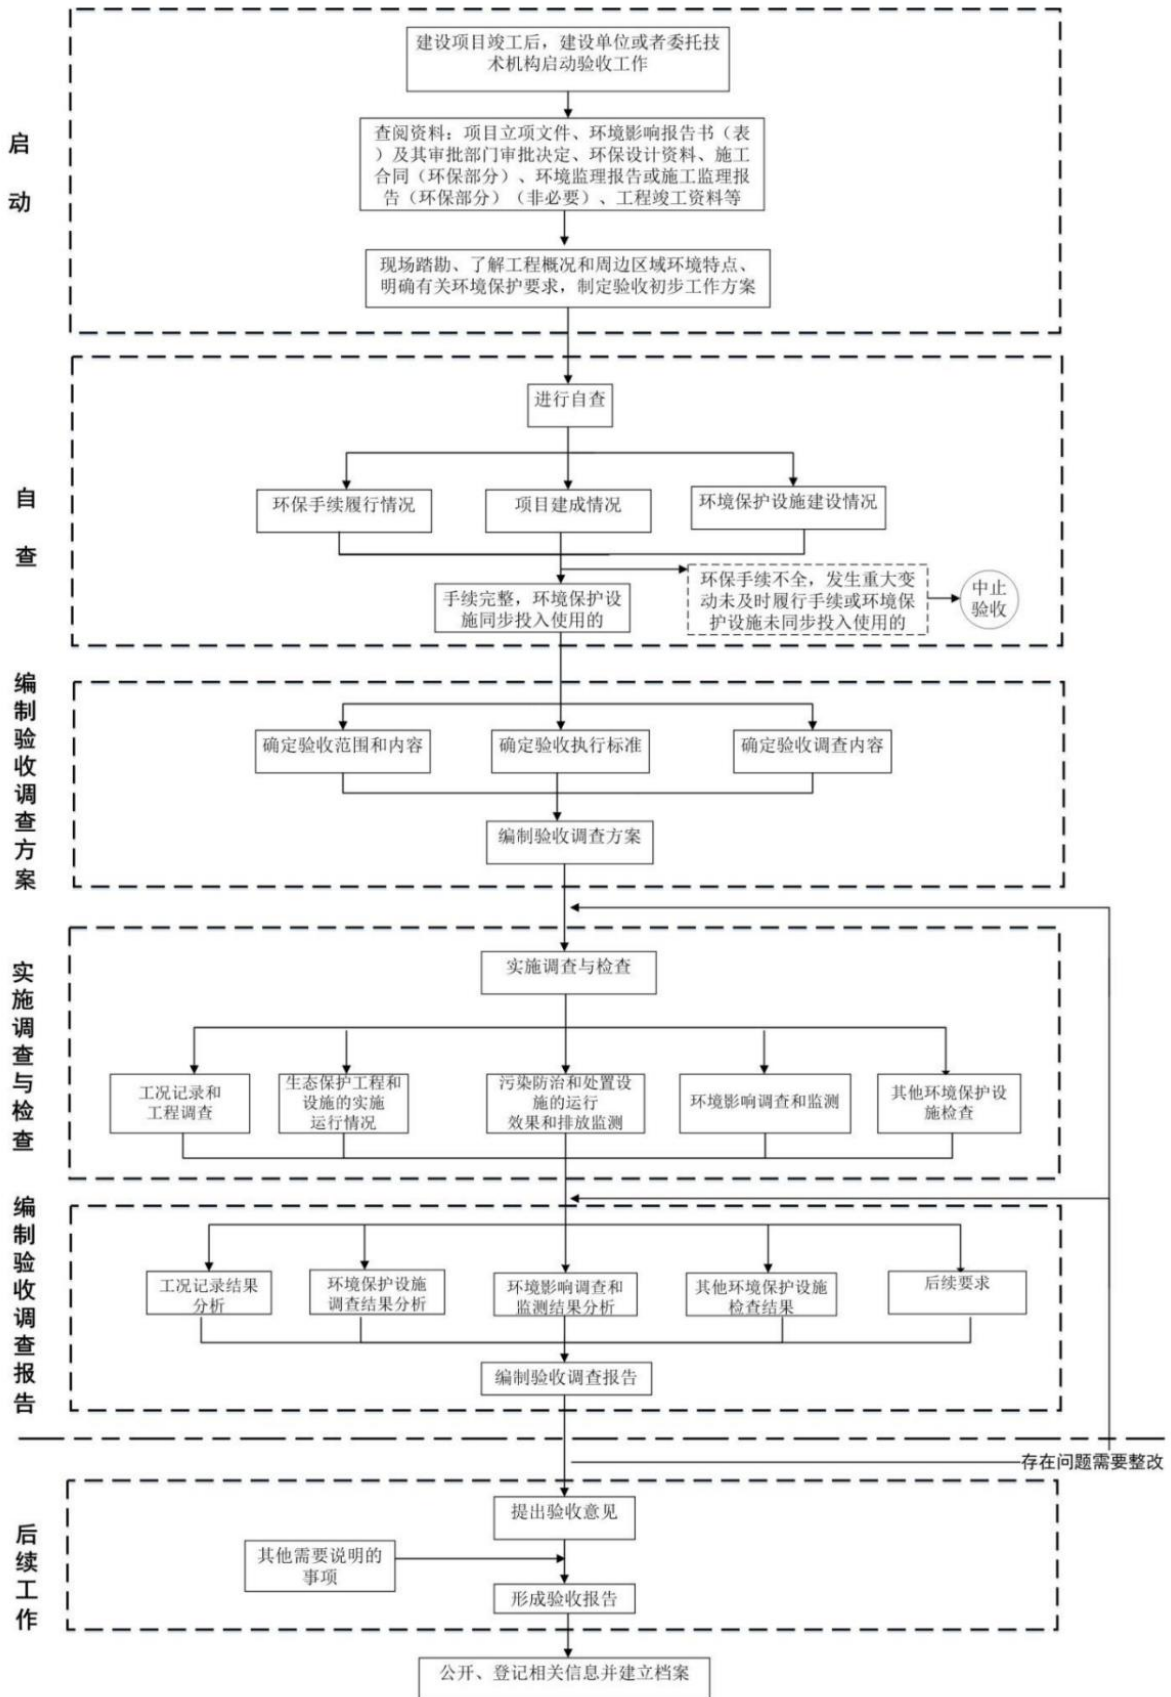 启
动
建设项目竣工后，建设单位或者委托技
术机构启动验收工作
查阅资料：项目立项文件、环境影响报告书（表
）及其审批部门审批决定、环保设计资料、施工
合同（环保部分）、环境监理报告或施工监理报
告（环保部分）（非必要）、工程竣工资料等
现场踏勘、了解工程概况和周边区域环境特点、
明确有关环境保护要求，制定验收初步工作方案
自
查
进行自查
环保手续履行情况
项目建成情况
环境保护设施建设情况
手续完整，环境保护设
施同步投入使用的
环保手续不全，发生重大变
动未及时履行手续或环境保
护设施未同步投入使用的
中止
验收
编
制
验
收
调
查
方
案
确定验收范围和内容
确定验收执行标准
确定验收调查内容
编制验收调查方案
实
施
调
查
与
检
查
实施调查与检查
工况记录和
工程调查
生态保护工程和
设施的实施
运行情况
污染防治和处置设
施的运行
效果和排放监测
环境影响调查和监测
其他环境保护设
施检查
编
制
验
收
调
查
报
告
工况记录结果
分析
环境保护设施
调查结果分析
环境影响调查和
监测结果分析
其他环境保护设施
检查结果
后续要求
编制验收调查报告
存在问题需要整改
后
续
工
作
提出验收意见
其他需要说明的
事项
形成验收报告
公开、登记相关信息并建立档案